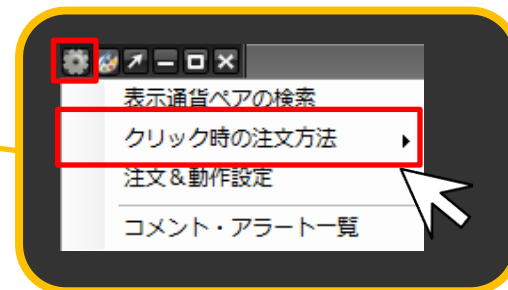 表示通貨ペアの検索
クリック時の注文方法
注文&動作設定
コメント・アラート一覧